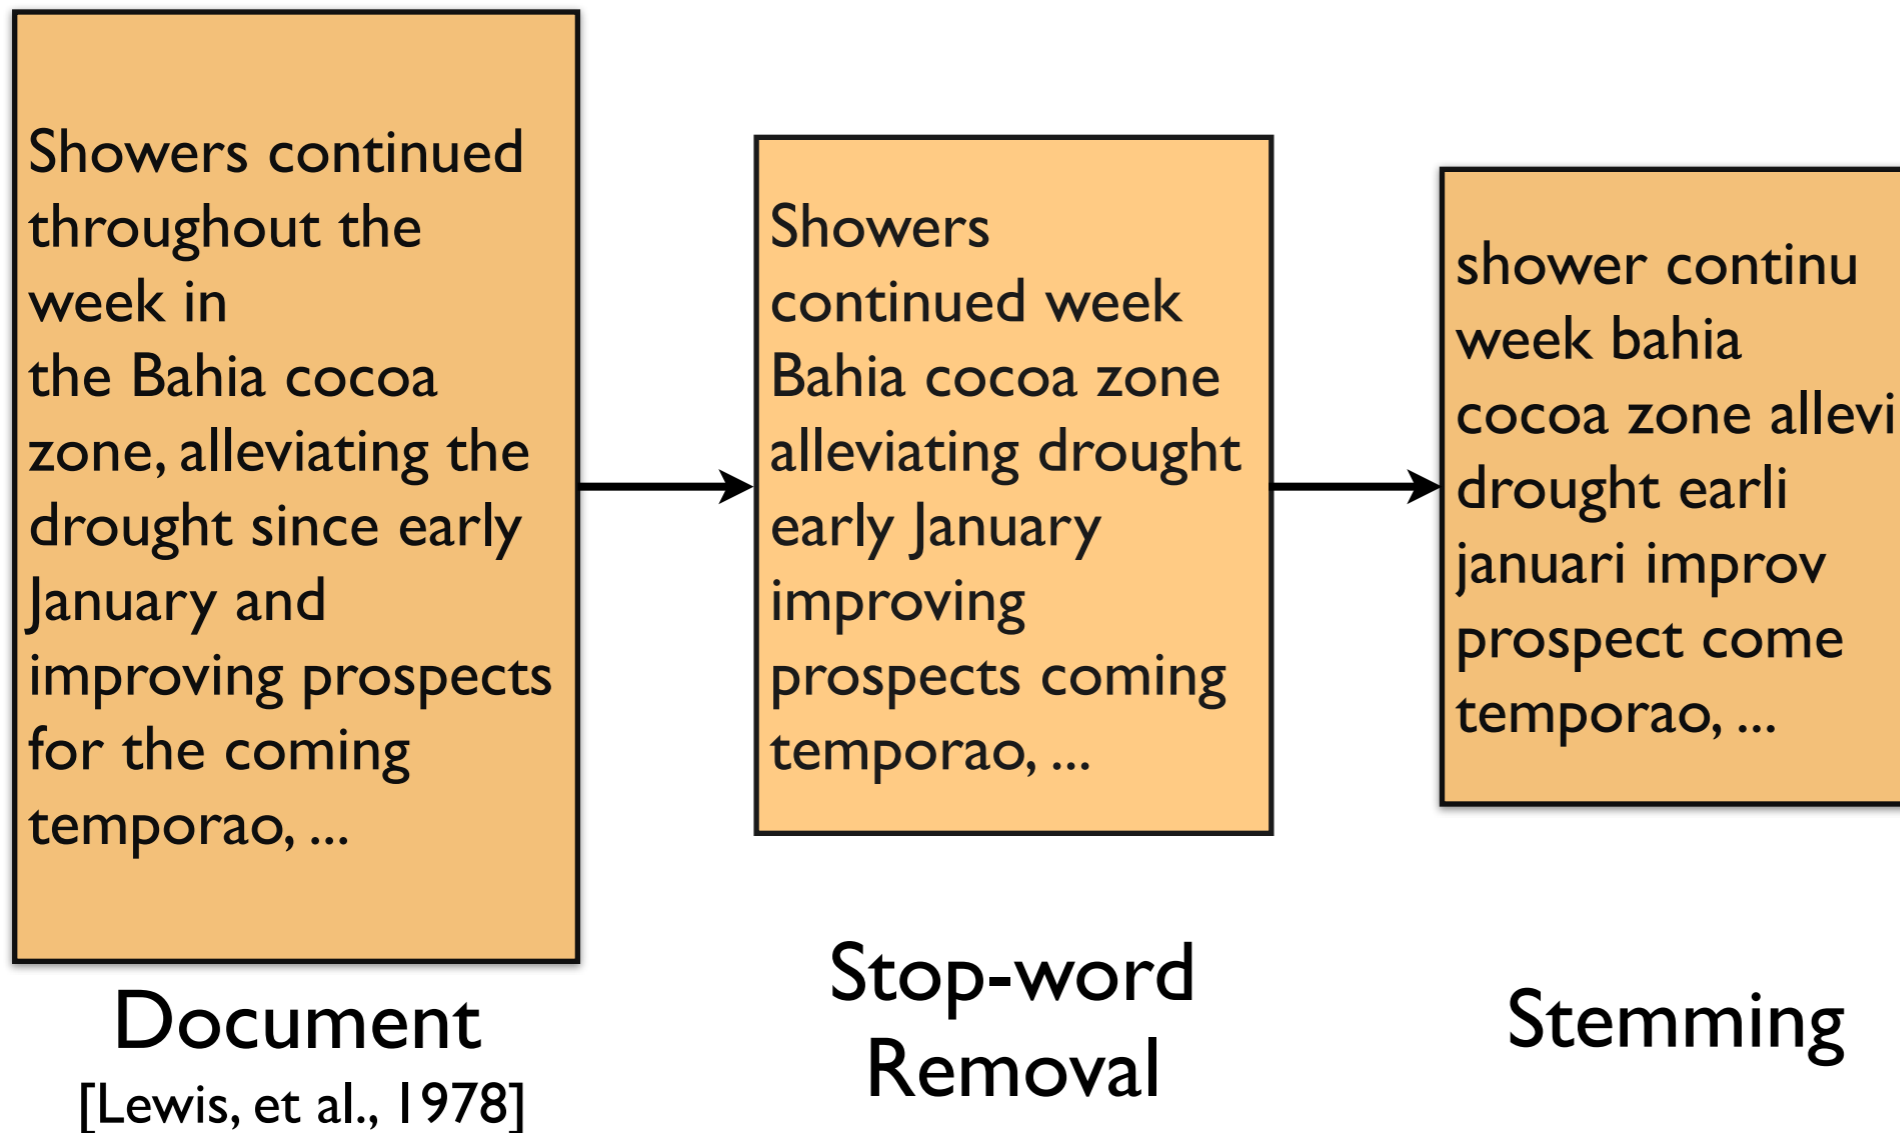 Showers continued
throughout the
week in
the Bahia cocoa
zone, alleviating the
drought since early
January and
improving prospects
for the coming
temporao, ...
Document
[Lewis, et al., 1978]
Showers
continued week
Bahia cocoa zone
alleviating drought
early January
improving
prospects coming
temporao, ...
Stop-word
Removal
shower continu
week bahia
cocoa zone allevi
drought earli
januari improv
prospect come
temporao, ...
Stemming